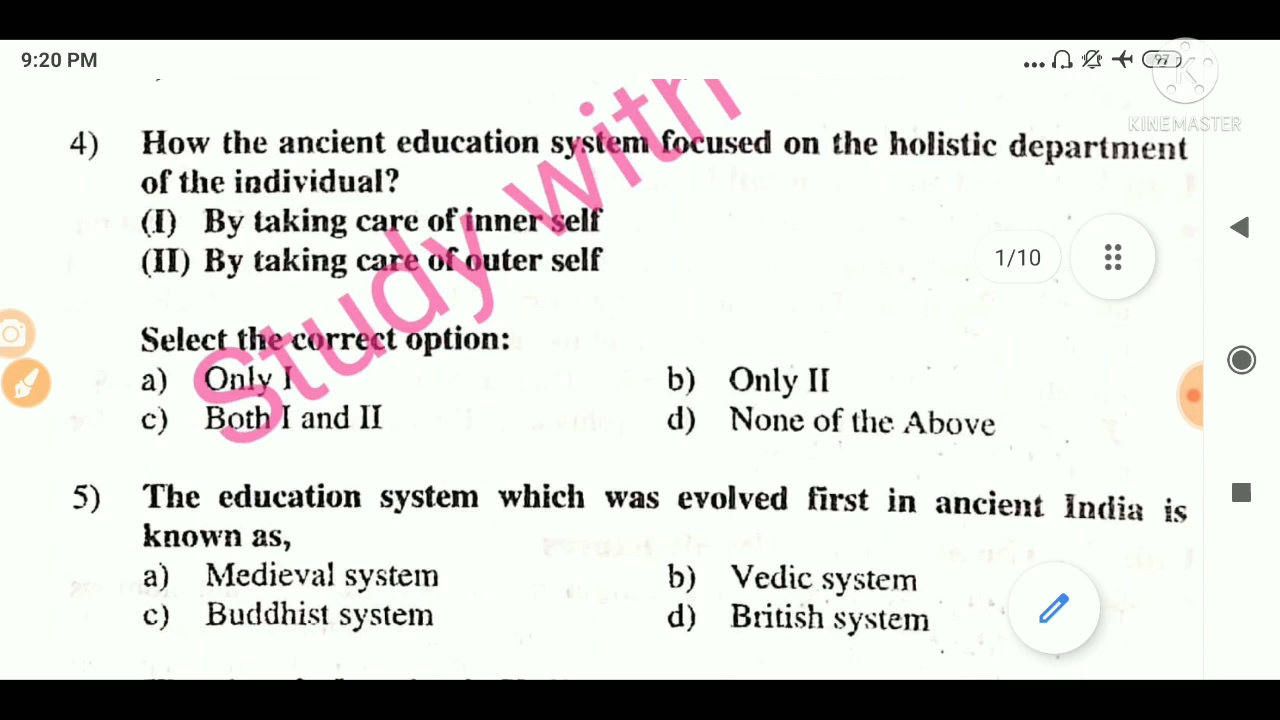 9:20 PM
97
KINEMASTER
4) How the ancient education system focused on the holistic department
of the individual?
(I) By taking care of inner self
(II) By taking care of outer self
1/10
Select the correct option:
a) Only I b) Only II
c) Both I and II d) None of the Above
Study with
5) The education system which was evolved first in ancient India is
known as,
a) Medieval system b) Vedic system
c) Buddhist system d) British system